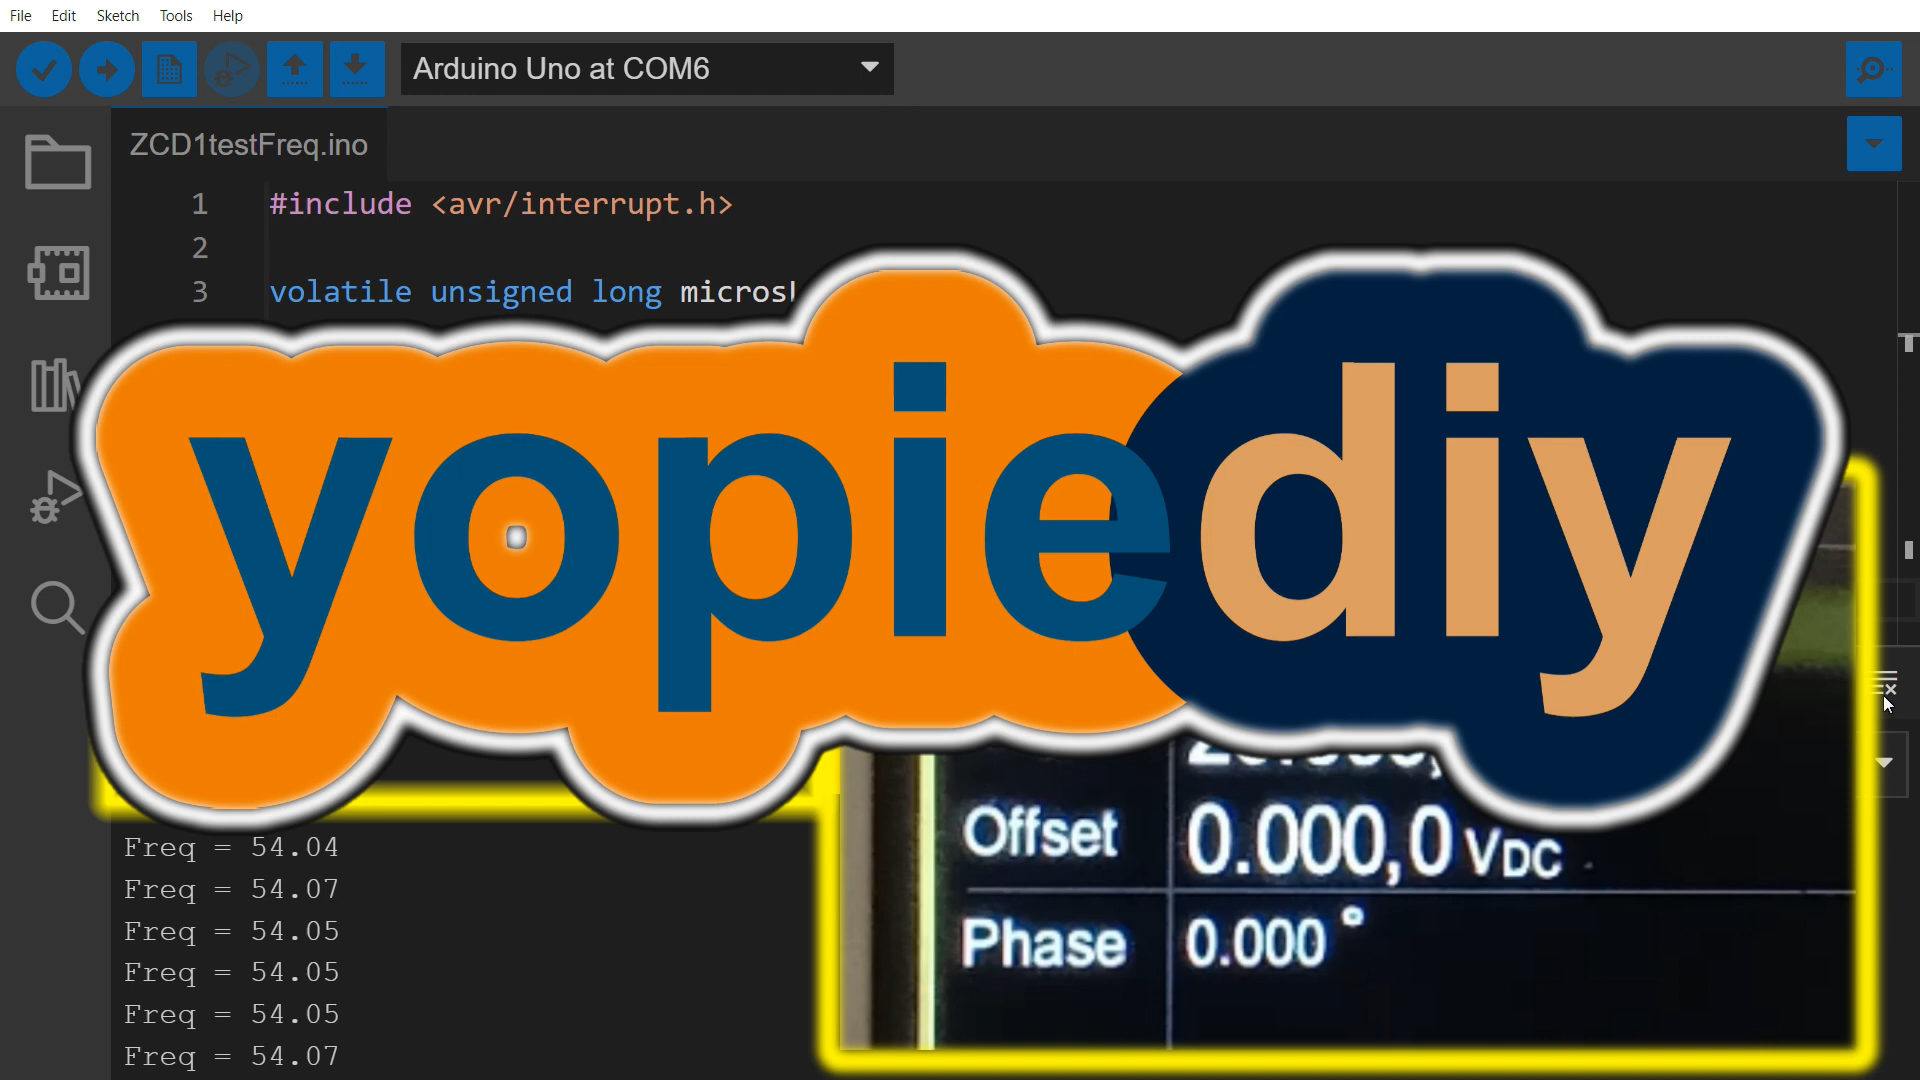 File Edit Sketch Tools Help
Arduino Uno at COM6
ZCD1testFreq.ino
1 #include <avr/interrupt.h>
2
3 volatile unsigned long
yopiediy
Offset 0.000,0 VDC
Phase 0.000 °
Freq = 54.04
Freq = 54.07
Freq = 54.05
Freq = 54.05
Freq = 54.05
Freq = 54.07